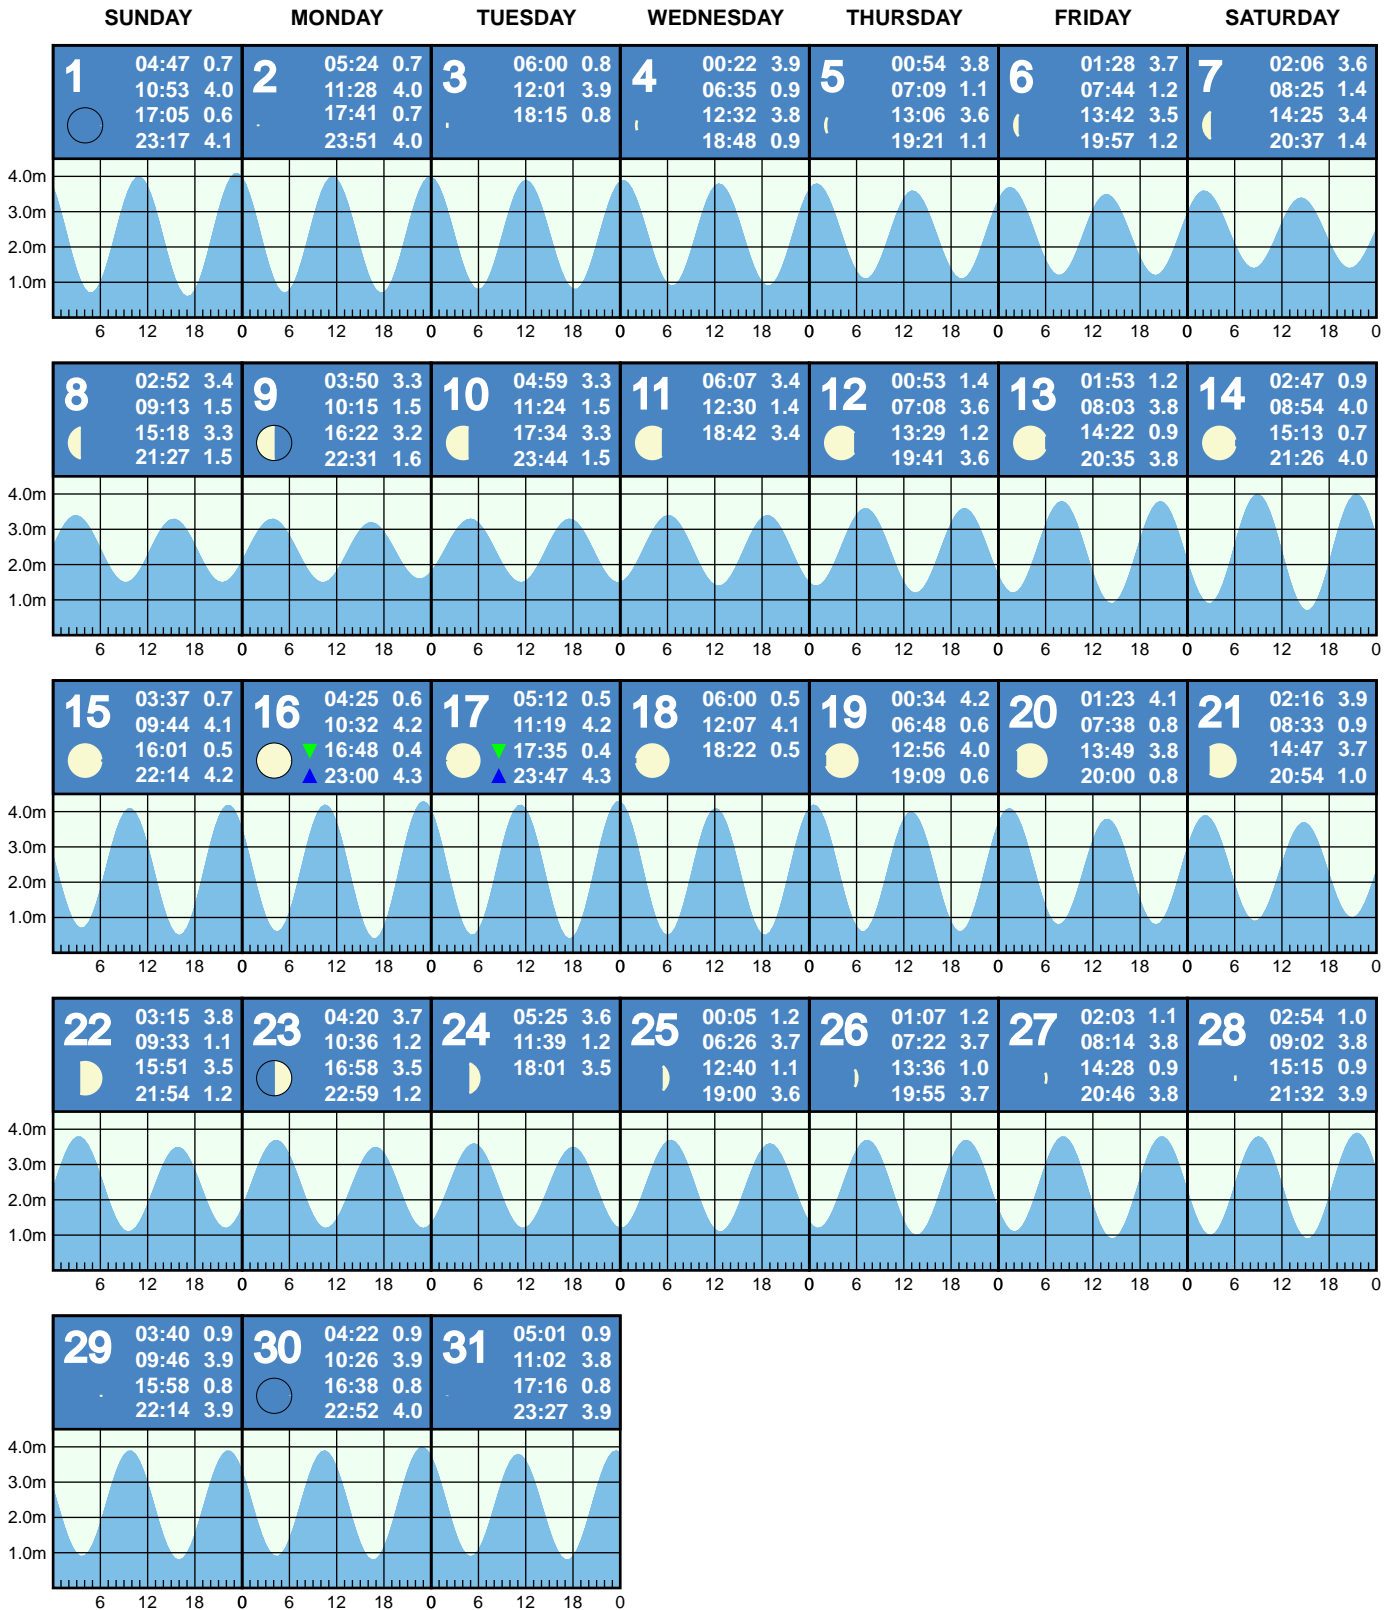 SUNDAY MONDAY TUESDAY WEDNESDAY THURSDAY FRIDAY SATURDAY
1 04:47 0.7
10:53 4.0
17:05 0.6
23:17 4.1
2 05:24 0.7
11:28 4.0
17:41 0.7
23:51 4.0
3 06:00 0.8
12:01 3.9
18:15 0.8
4 00:22 3.9
06:35 0.9
12:32 3.8
18:48 0.9
5 00:54 3.8
07:09 1.1
13:06 3.6
19:21 1.1
6 01:28 3.7
07:44 1.2
13:42 3.5
19:57 1.2
7 02:06 3.6
08:25 1.4
14:25 3.4
20:37 1.4
4.0m
3.0m
2.0m
1.0m
6 12 18 0 6 12 18 0 6 12 18 0 6 12 18 0 6 12 18 0 6 12 18 0 6 12 18 0
8 02:52 3.4
09:13 1.5
15:18 3.3
21:27 1.5
9 03:50 3.3
10:15 1.5
16:22 3.2
22:31 1.6
10 04:59 3.3
11:24 1.5
17:34 3.3
23:44 1.5
11 06:07 3.4
12:30 1.4
18:42 3.4
12 00:53 1.4
07:08 3.6
13:29 1.2
19:41 3.6
13 01:53 1.2
08:03 3.8
14:22 0.9
20:35 3.8
14 02:47 0.9
08:54 4.0
15:13 0.7
21:26 4.0
4.0m
3.0m
2.0m
1.0m
6 12 18 0 6 12 18 0 6 12 18 0 6 12 18 0 6 12 18 0 6 12 18 0 6 12 18 0
15 03:37 0.7
09:44 4.1
16:01 0.5
22:14 4.2
16 04:25 0.6
10:32 4.2
16:48 0.4
23:00 4.3
17 05:12 0.5
11:19 4.2
17:35 0.4
23:47 4.3
18 06:00 0.5
12:07 4.1
18:22 0.5
19 00:34 4.2
06:48 0.6
12:56 4.0
19:09 0.6
20 01:23 4.1
07:38 0.8
13:49 3.8
20:00 0.8
21 02:16 3.9
08:33 0.9
14:47 3.7
20:54 1.0
4.0m
3.0m
2.0m
1.0m
6 12 18 0 6 12 18 0 6 12 18 0 6 12 18 0 6 12 18 0 6 12 18 0 6 12 18 0
22 03:15 3.8
09:33 1.1
15:51 3.5
21:54 1.2
23 04:20 3.7
10:36 1.2
16:58 3.5
22:59 1.2
24 05:25 3.6
11:39 1.2
18:01 3.5
25 00:05 1.2
06:26 3.7
12:40 1.1
19:00 3.6
26 01:07 1.2
07:22 3.7
13:36 1.0
19:55 3.7
27 02:03 1.1
08:14 3.8
14:28 0.9
20:46 3.8
28 02:54 1.0
09:02 3.8
15:15 0.9
21:32 3.9
4.0m
3.0m
2.0m
1.0m
6 12 18 0 6 12 18 0 6 12 18 0 6 12 18 0 6 12 18 0 6 12 18 0 6 12 18 0
29 03:40 0.9
09:46 3.9
15:58 0.8
22:14 3.9
30 04:22 0.9
10:26 3.9
16:38 0.8
22:52 4.0
31 05:01 0.9
11:02 3.8
17:16 0.8
23:27 3.9
4.0m
3.0m
2.0m
1.0m
6 12 18 0 6 12 18 0 6 12 18 0